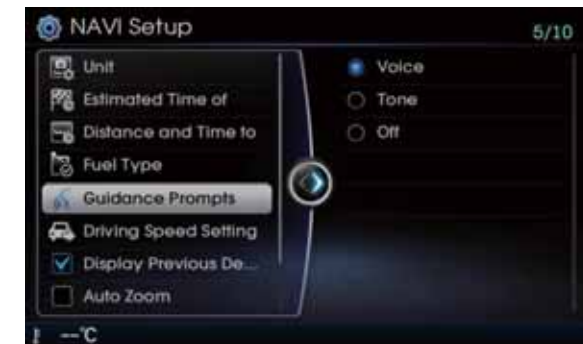 NAVI Setup
5/10
Unit
Estimated Time of
Distance and Time to
Fuel Type
Guidance Prompts
Driving Speed Setting
Display Previous De...
Auto Zoom
Voice
Tone
Off
--°C